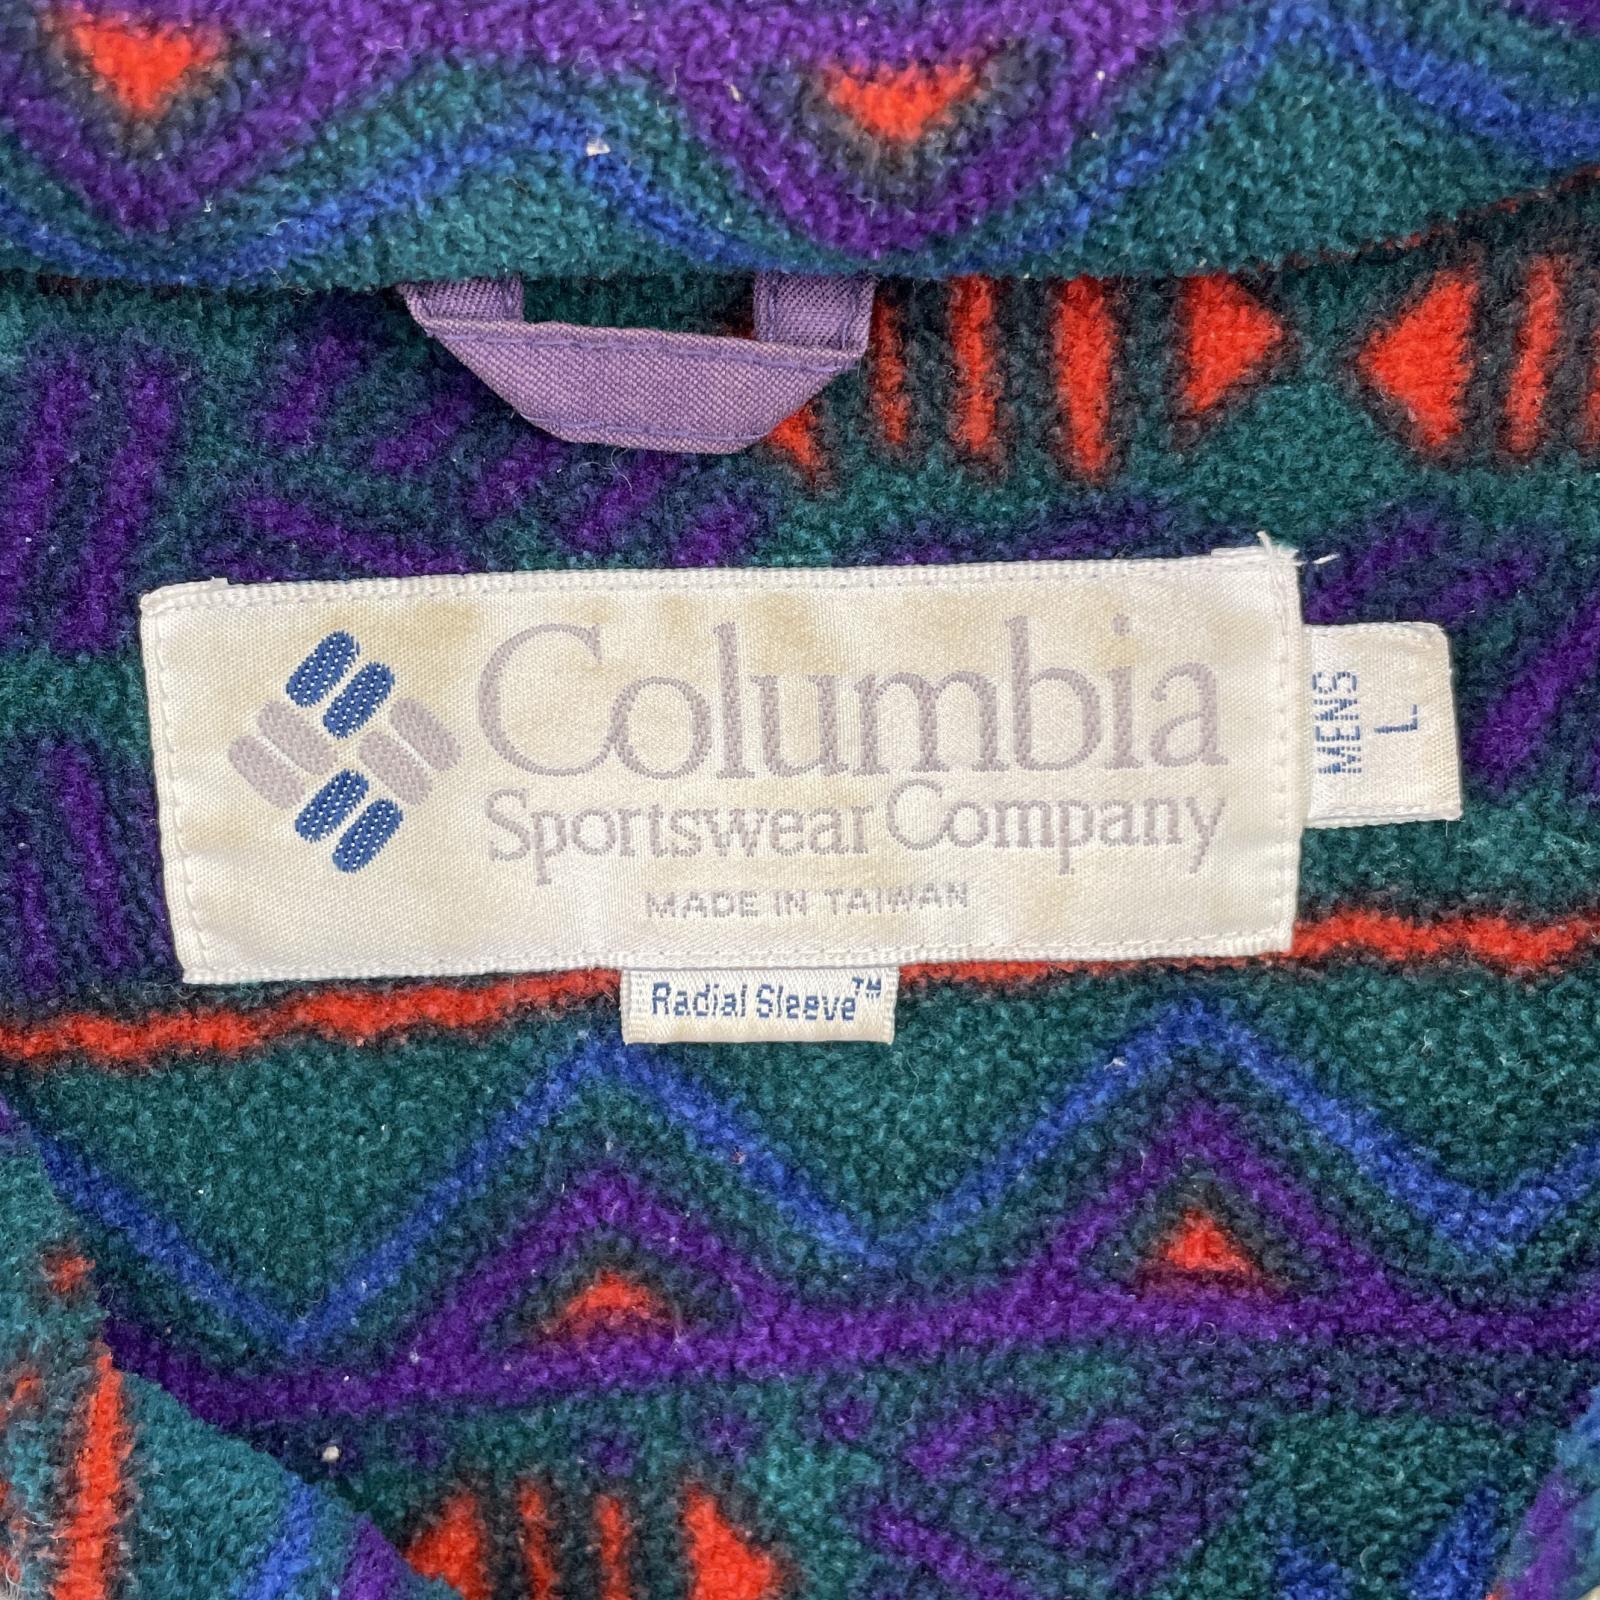 Columbia
Sportswear Company
MADE IN TAIWAN
MENS
L
Radial Sleeve™